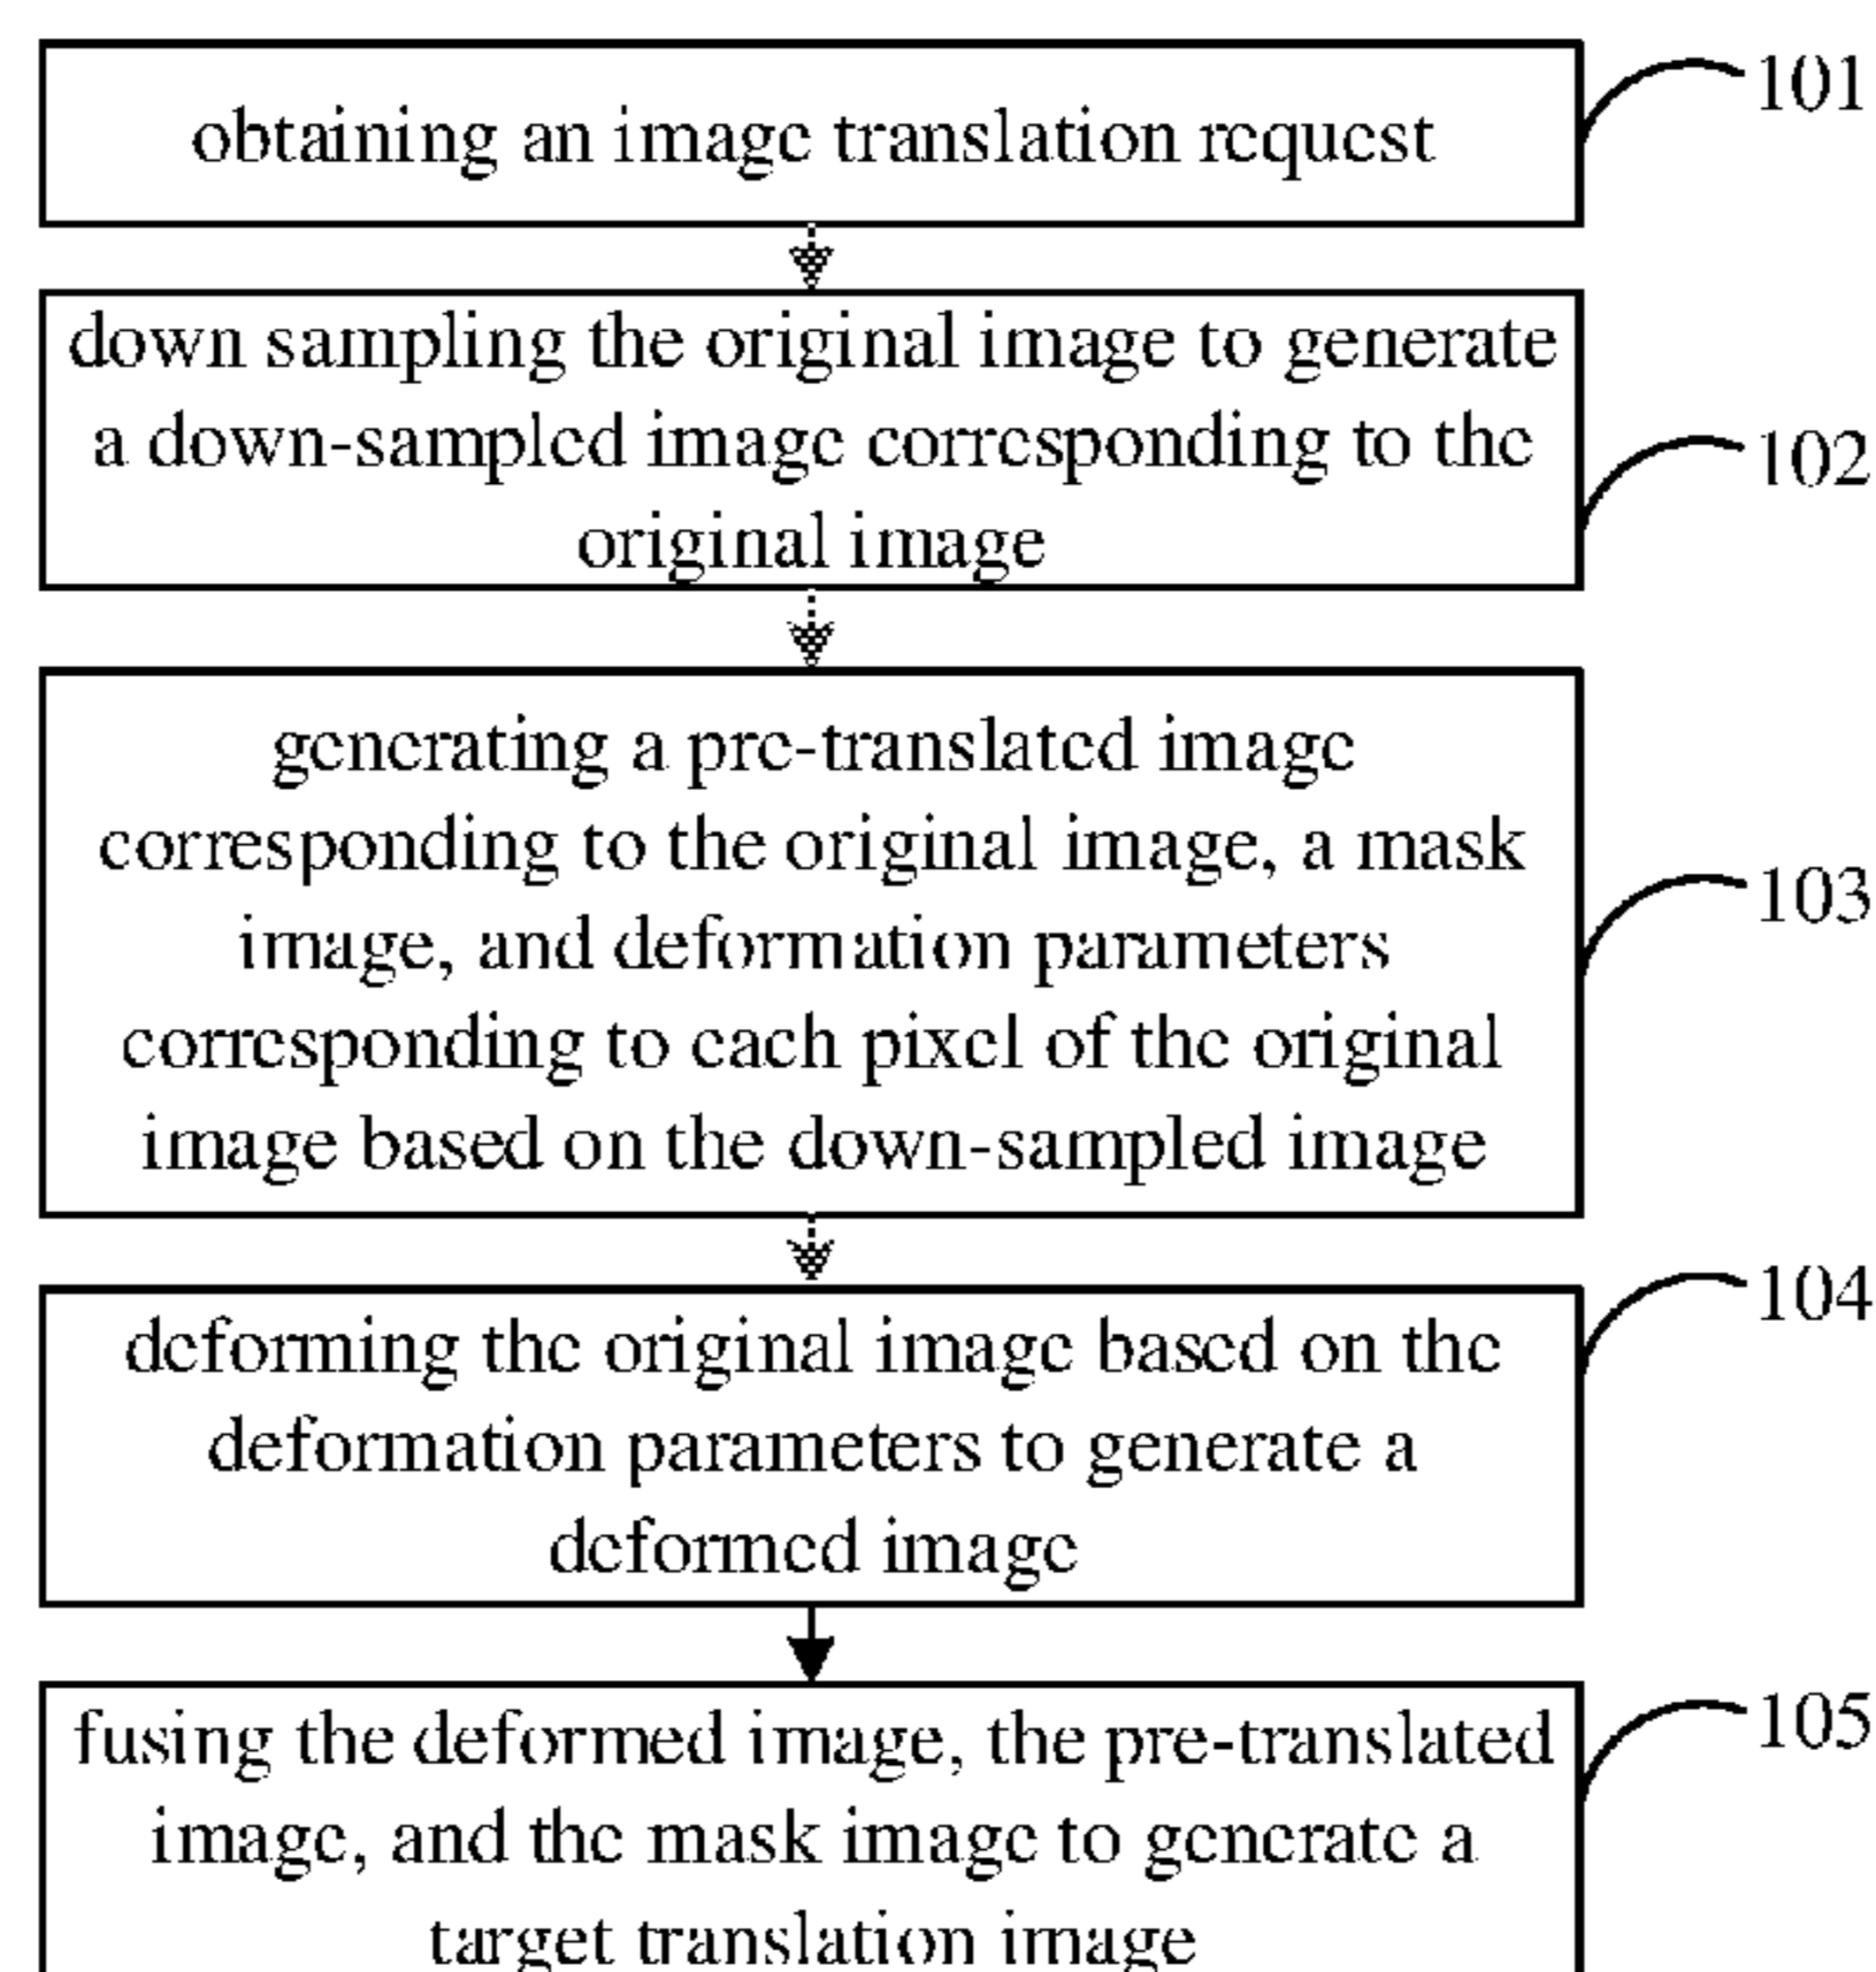 obtaining an image translation request
101
down sampling the original image to generate
a down-sampled image corresponding to the
original image
102
generating a pre-translated image
corresponding to the original image, a mask
image, and deformation parameters
corresponding to each pixel of the original
image based on the down-sampled image
103
deforming the original image based on the
deformation parameters to generate a
deformed image
104
fusing the deformed image, the pre-translated
image, and the mask image to generate a
target translation image
105